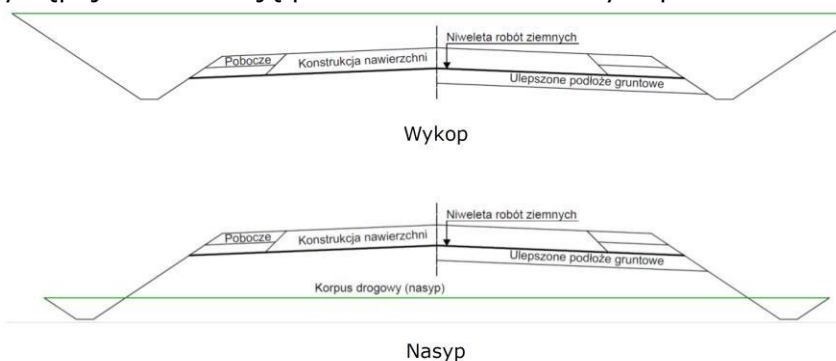 Niweleta robót ziemnych
Pobocze
Konstrukcja nawierzchni
Ulepszone podłoże gruntowe
Wykop
Niweleta robót ziemnych
Pobocze
Konstrukcja nawierzchni
Ulepszone podłoże gruntowe
Korpus drogowy (nasyp)
Nasyp